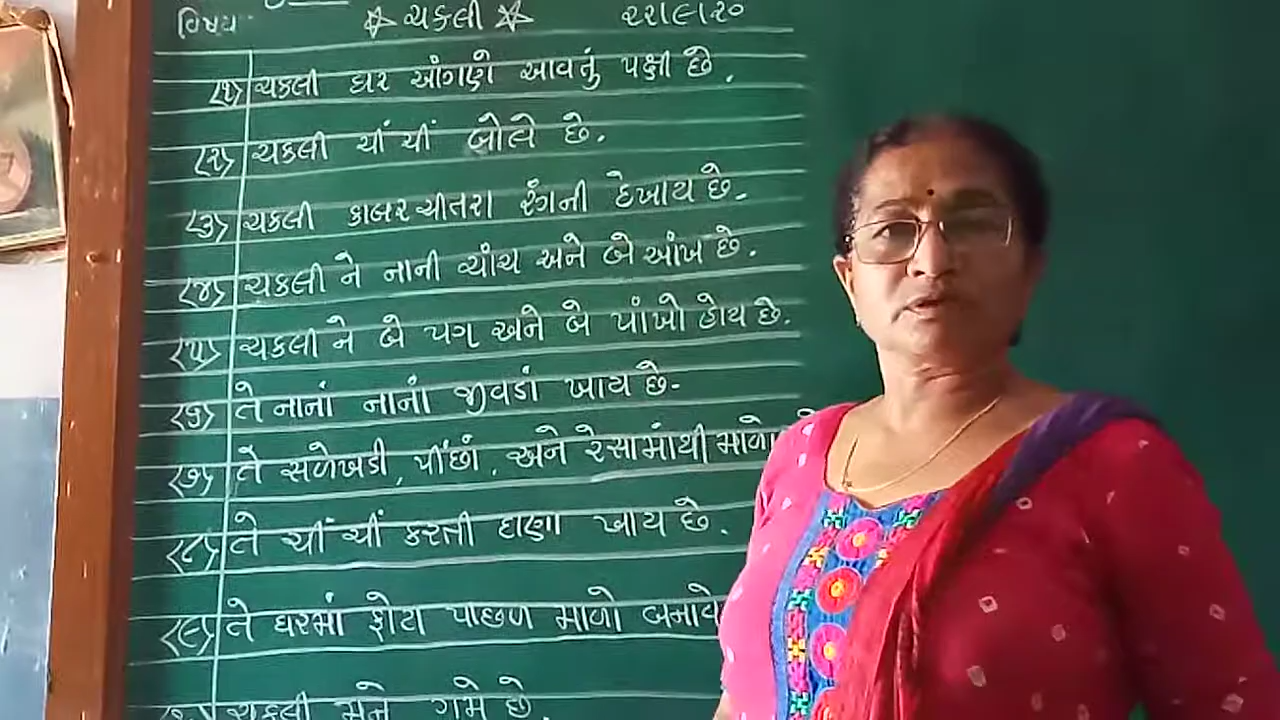 વિષય ☆ ચકલી ☆ ૨૨।૯।૨૦
(૧) ચકલી ઘર આંગણે આવતું પક્ષી છે.
(૨) ચકલી ચીં ચીં બોલે છે.
(૩) ચકલી કાબર ચીતરા રંગની દેખાય છે.
(૪) ચકલી ને નાની ચાંચ અને બે આંખ છે.
(૫) ચકલી ને બે પગ અને બે પાંખો હોય છે.
(૬) તે નાનાં નાનાં જીવડાં ખાય છે.
(૭) તે સળેખડી, પીંછાં, અને રેસામાંથી માળો
(૮) તે ચીં ચીં કરતી દાણા ખાય છે.
(૯) તે ઘરમાં ફોટા પાછળ માળો બનાવે
ચકલી મને ગમે છે.